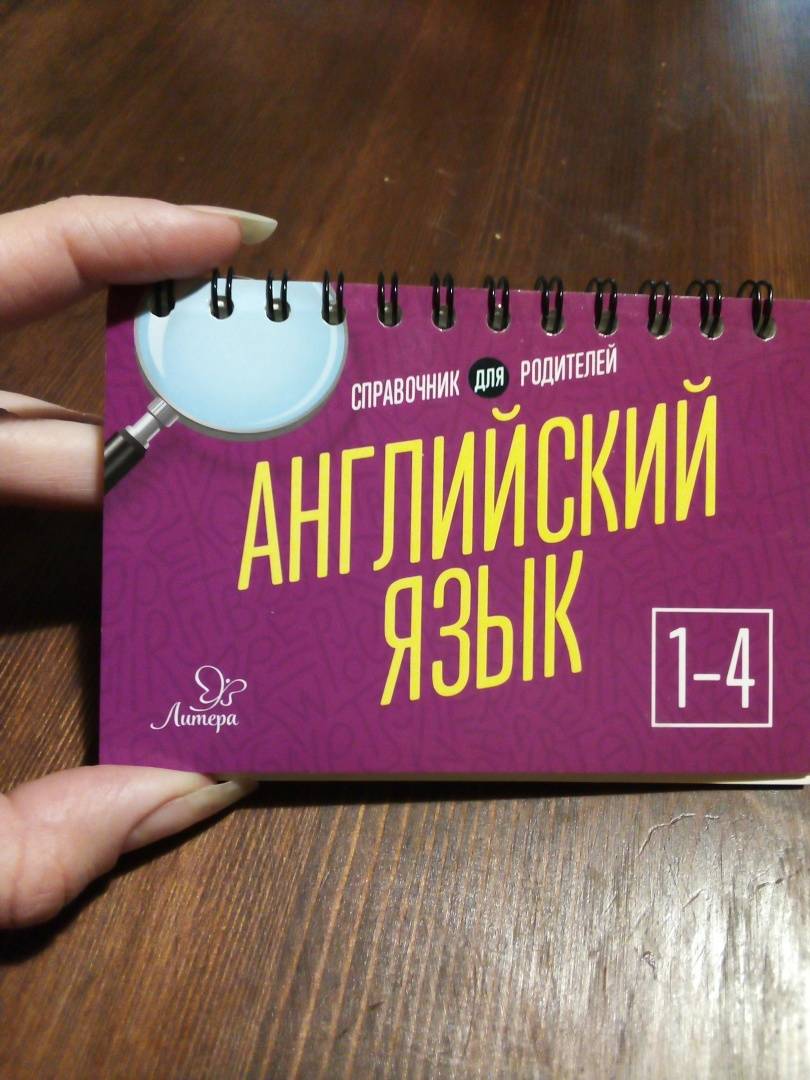 СПРАВОЧНИК ДЛЯ РОДИТЕЛЕЙ
АНГЛИЙСКИЙ
ЯЗЫК
1–4
Литера